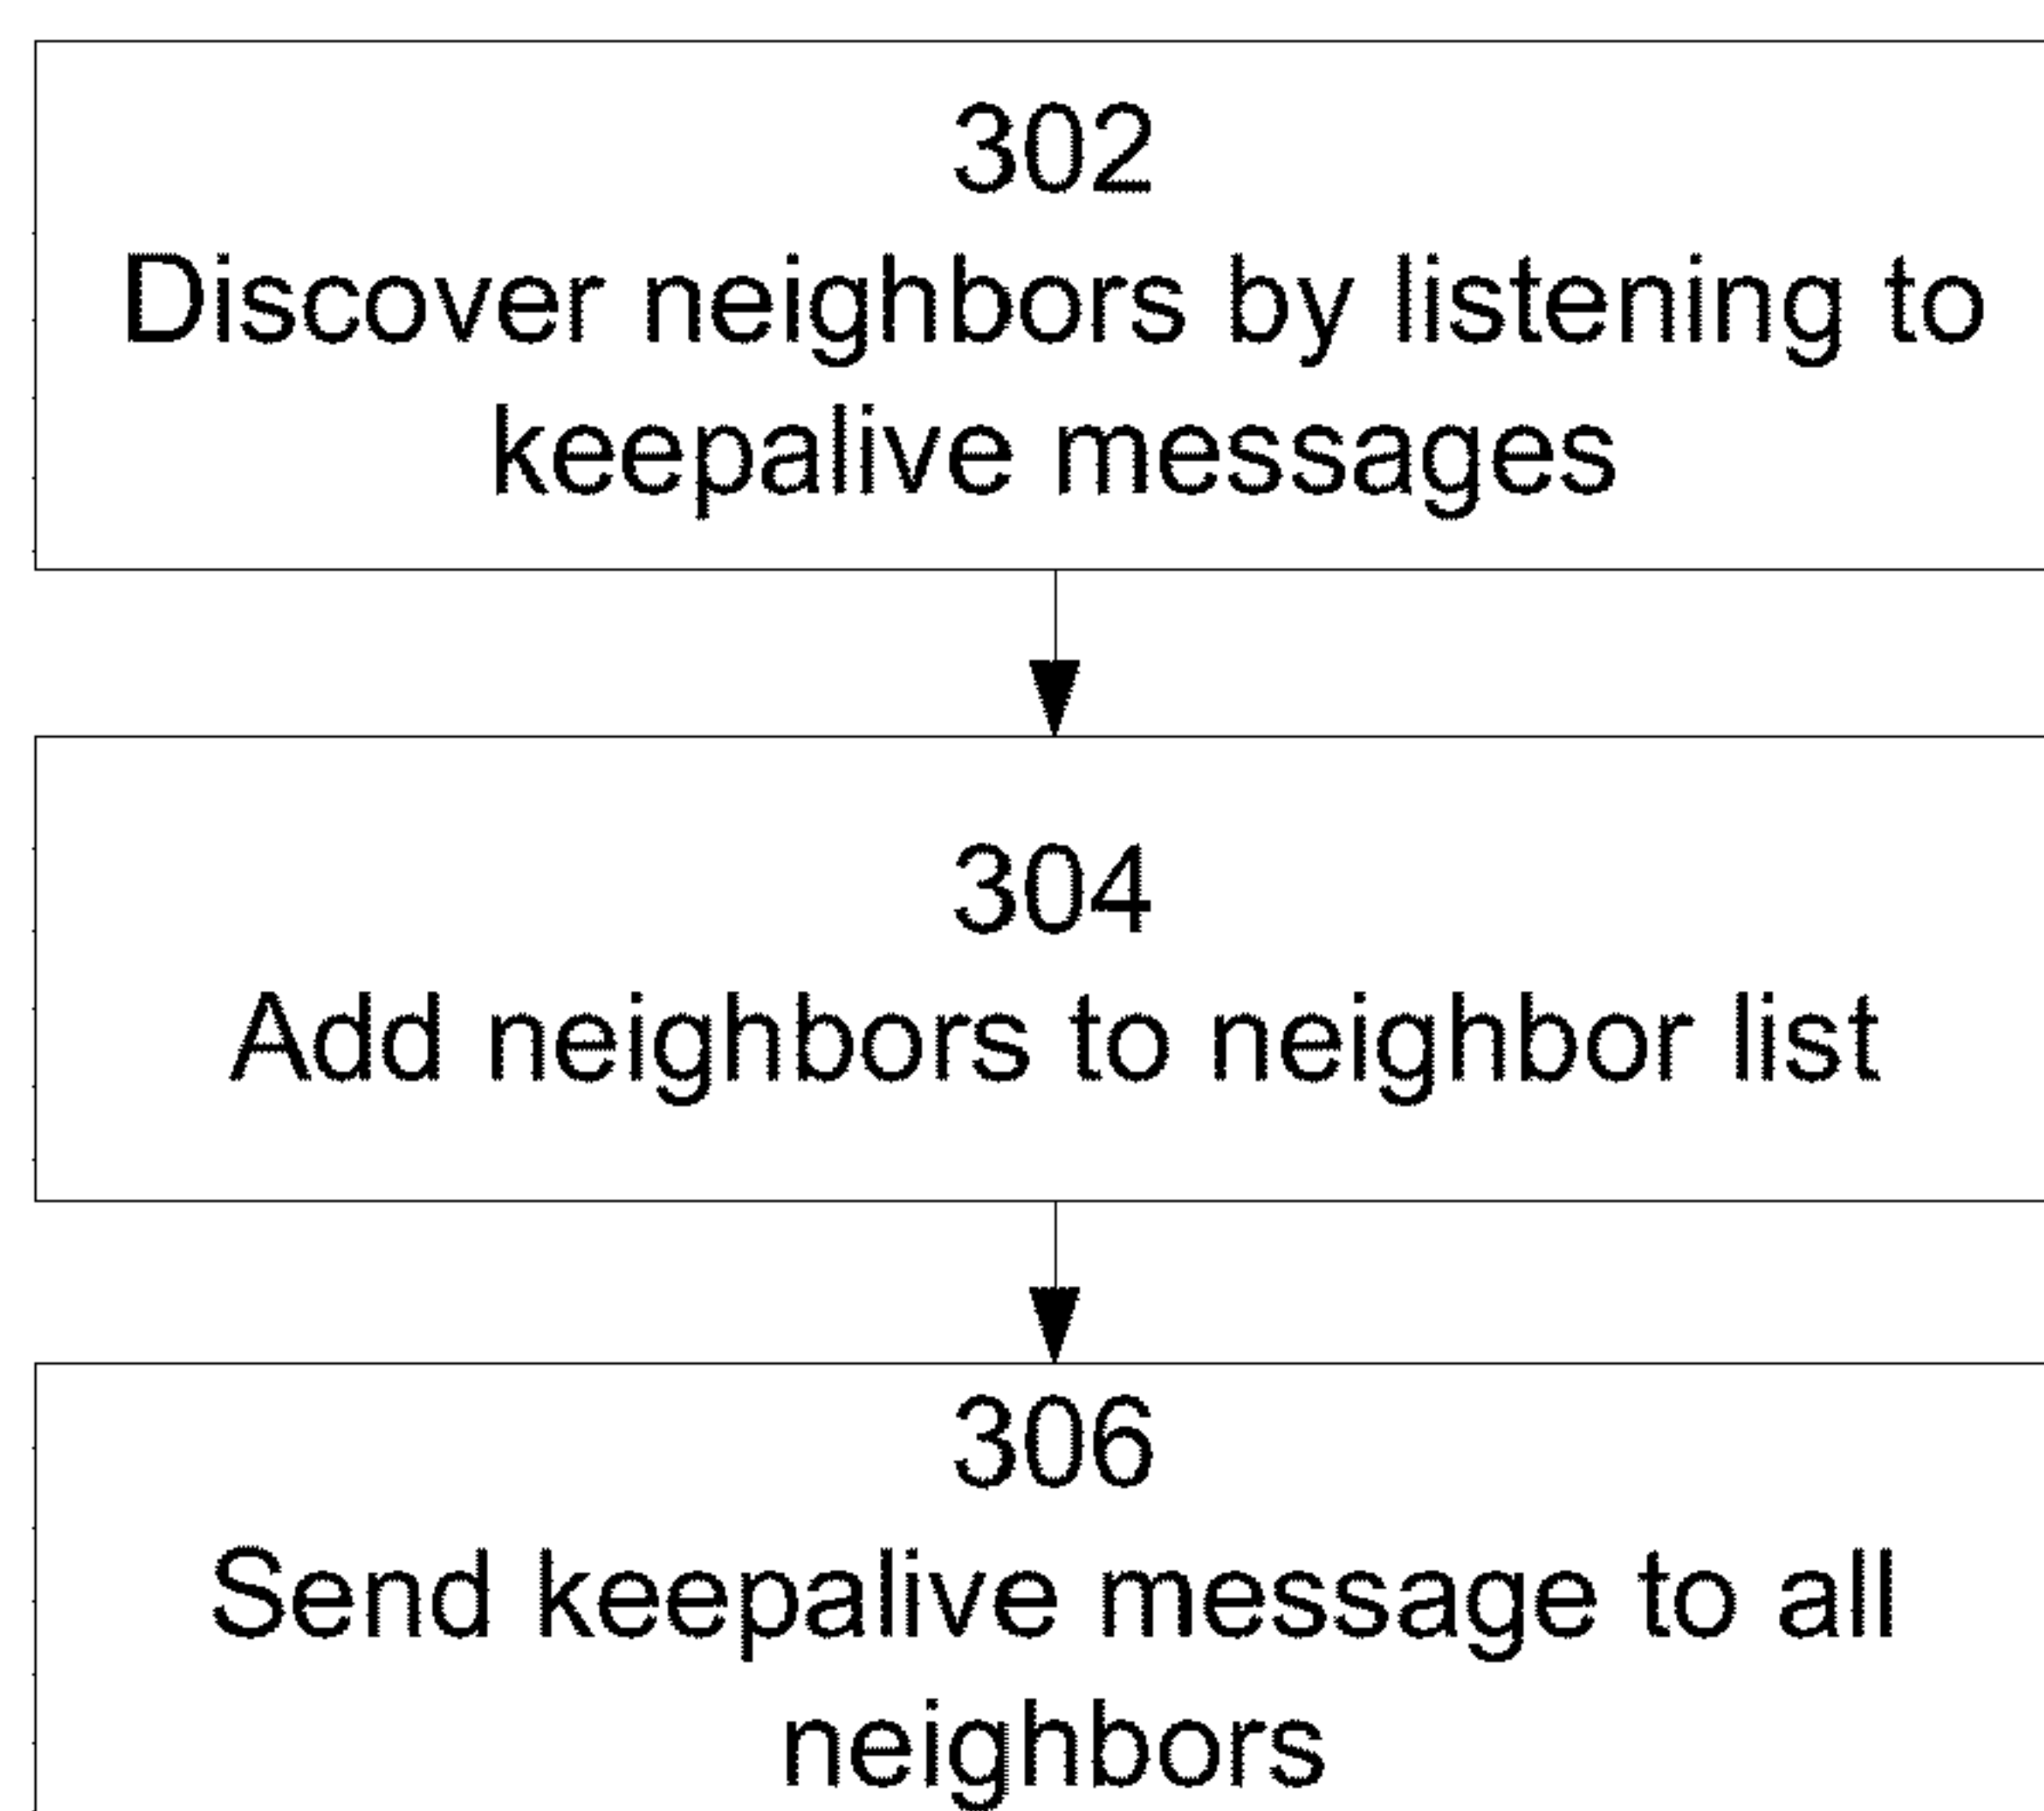 302
Discover neighbors by listening to
keepalive messages
304
Add neighbors to neighbor list
306
Send keepalive message to all
neighbors